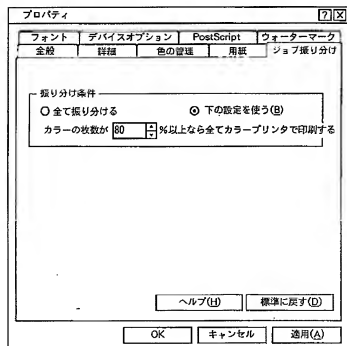 プロパティ
フォント デバイスオプション PostScript ウォーターマーク
全般 詳細 色の管理 用紙 ジョブ振り分け
振り分け条件
全て振り分ける 下の設定を使う(B)
カラーの枚数が 80 %以上なら全てカラープリンタで印刷する
ヘルプ(H) 標準に戻す(D)
OK キャンセル 適用(A)